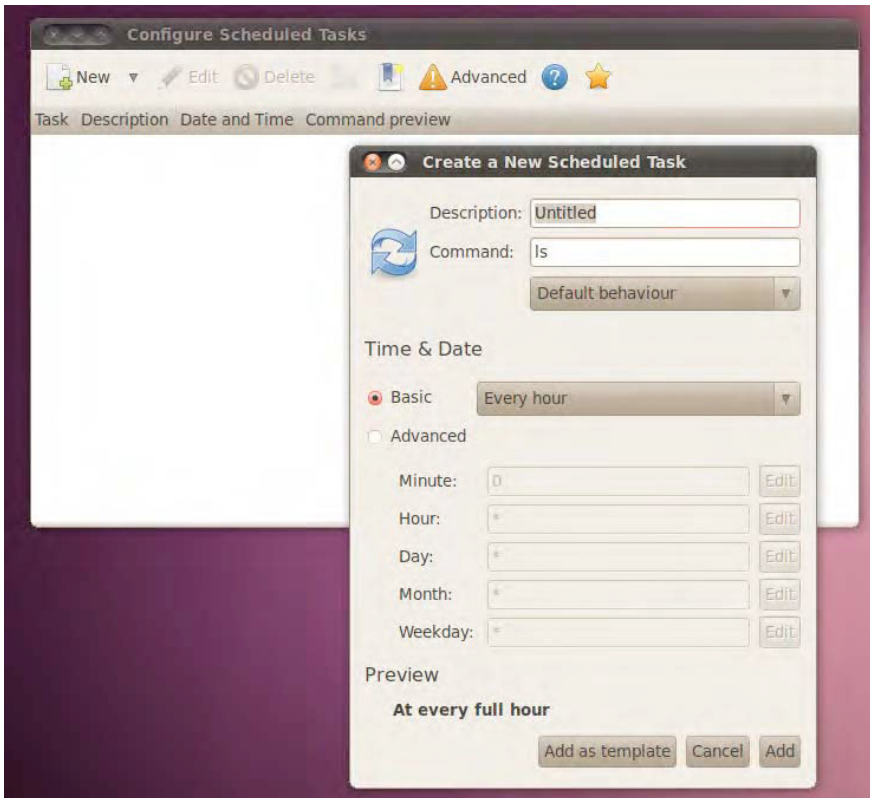 Configure Scheduled Tasks
New Edit Delete Advanced
Task Description Date and Time Command preview
Create a New Scheduled Task
Description: Untitled
Command: ls
Default behaviour
Time & Date
Basic Every hour
Advanced
Minute: 0 Edit
Hour: * Edit
Day: * Edit
Month: * Edit
Weekday: * Edit
Preview
At every full hour
Add as template Cancel Add